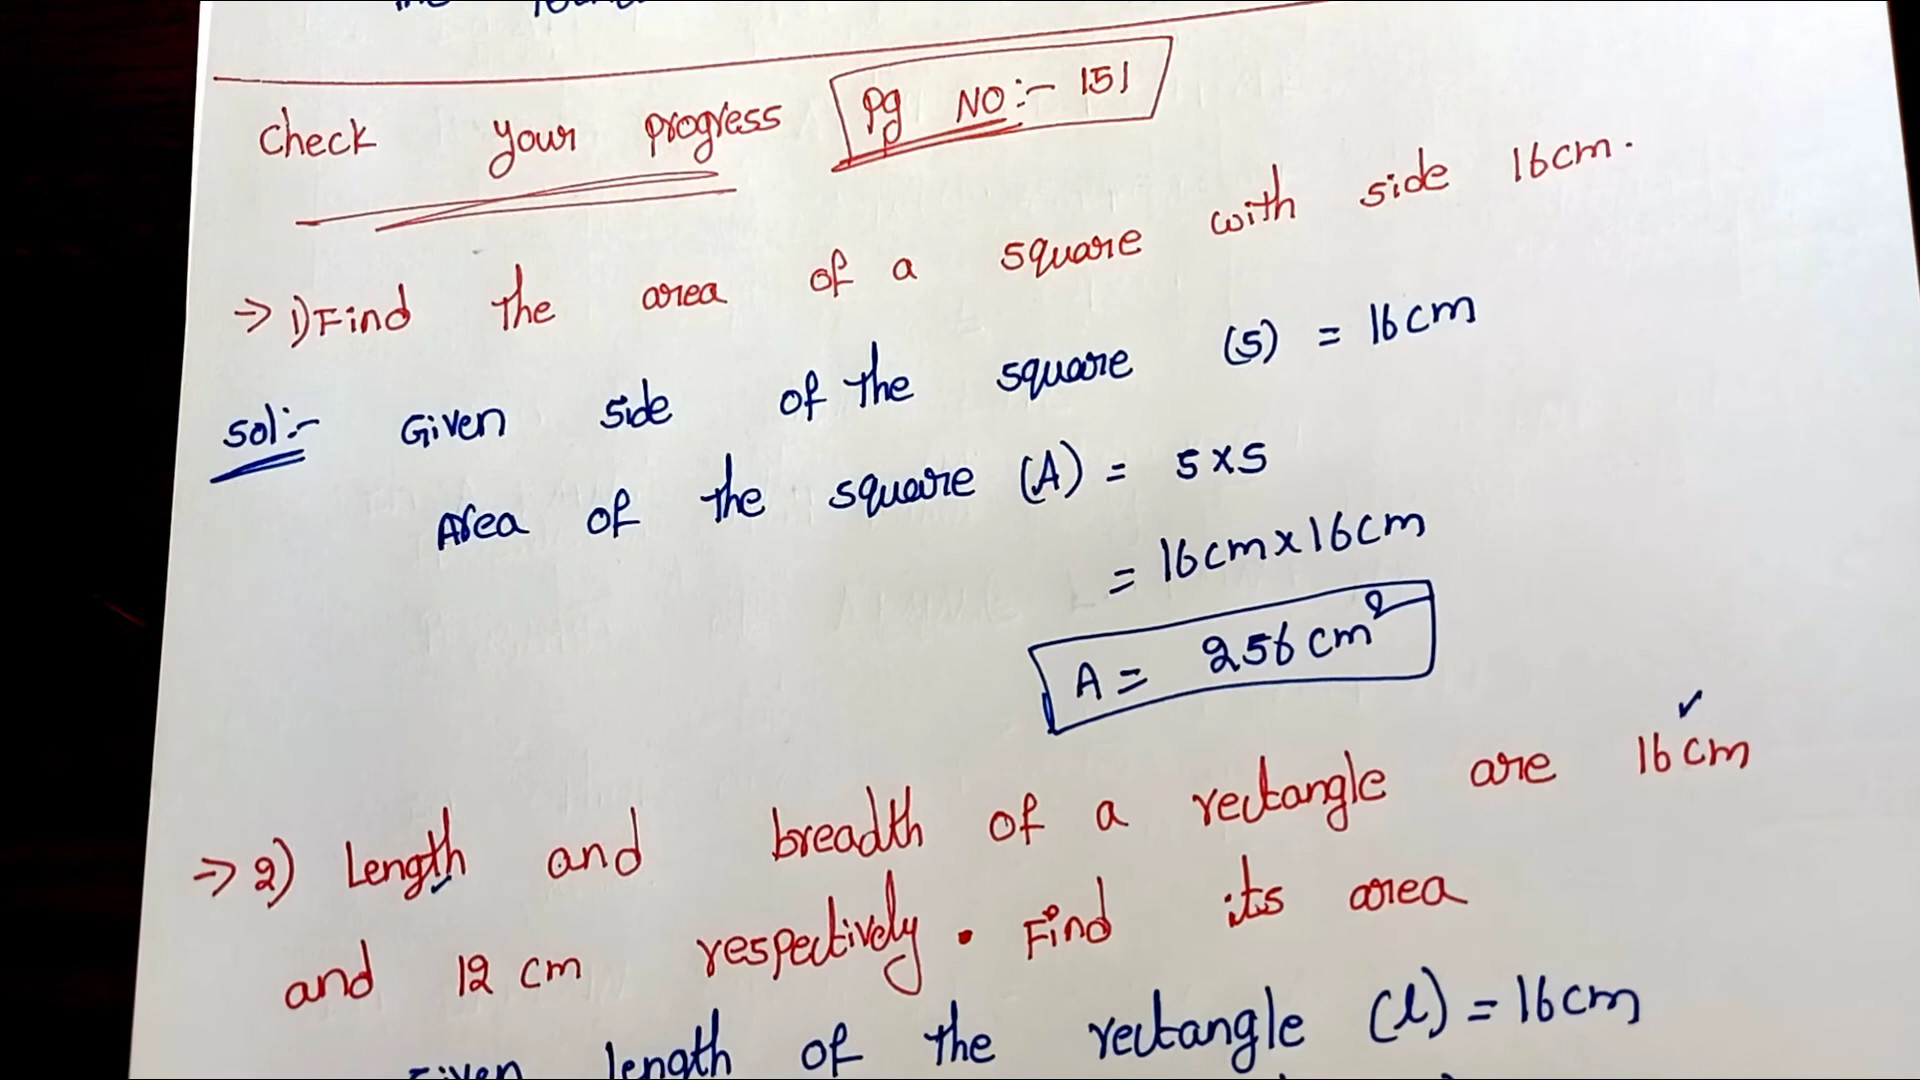 Check your progress Pg NO:- 151
→ 1) Find the area of a square with side 16cm.
Sol:- Given side of the square (S) = 16cm
Area of the square (A) = S×S
= 16cm×16cm
A = 256 cm²
→ 2) Length and breadth of a rectangle are 16cm
and 12 cm respectively. Find its area
Given length of the rectangle (l) = 16cm